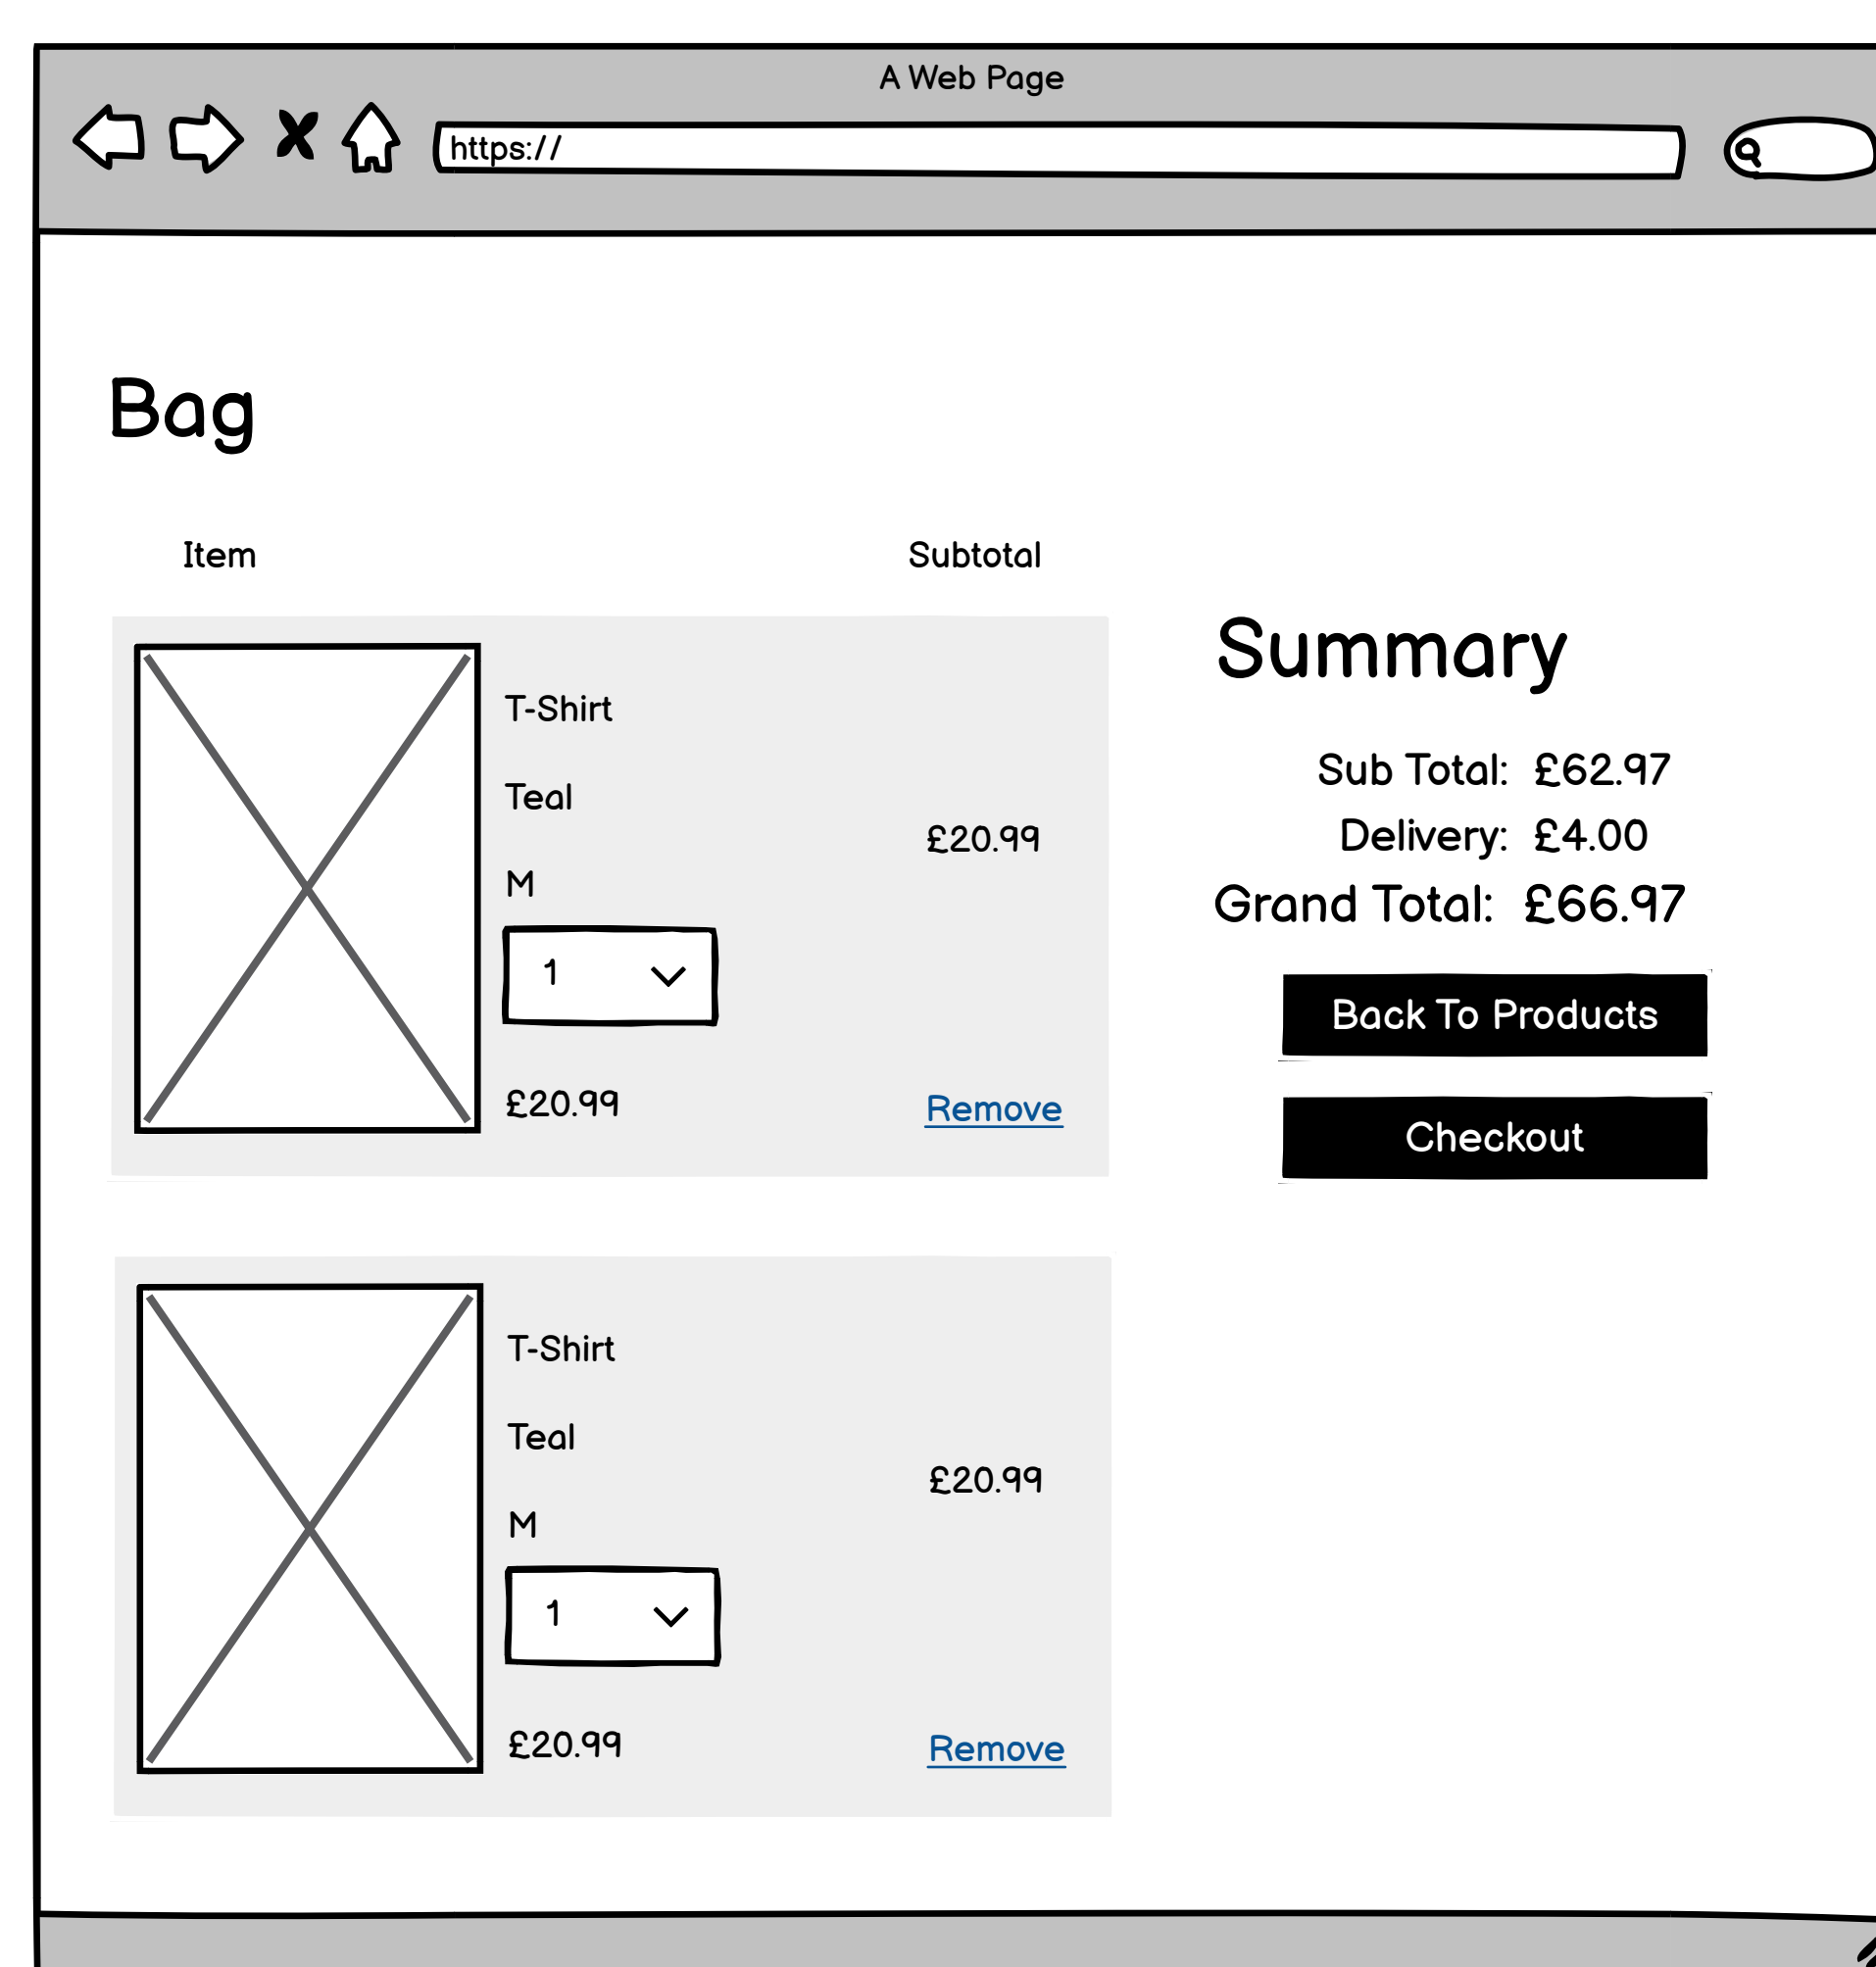 A Web Page
https://
Bag
Item Subtotal
T-Shirt
Teal
£20.99
M
1
£20.99 Remove
Summary
Sub Total: £62.97
Delivery: £4.00
Grand Total: £66.97
Back To Products
Checkout
T-Shirt
Teal
£20.99
M
1
£20.99 Remove